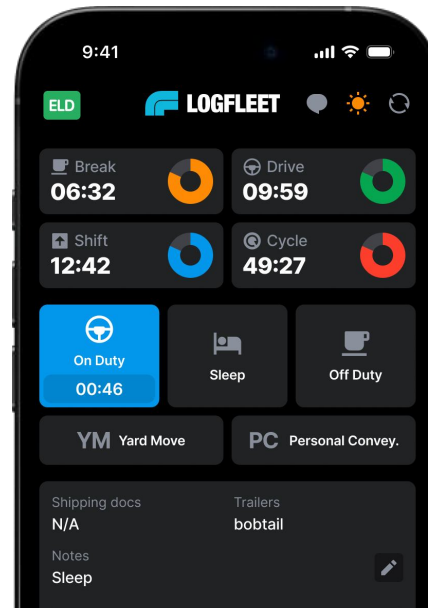 9:41
ELD
LOGFLEET
Break
06:32
Drive
09:59
Shift
12:42
Cycle
49:27
On Duty
00:46
Sleep
Off Duty
YM Yard Move
PC Personal Convey.
Shipping docs
N/A
Trailers
bobtail
Notes
Sleep